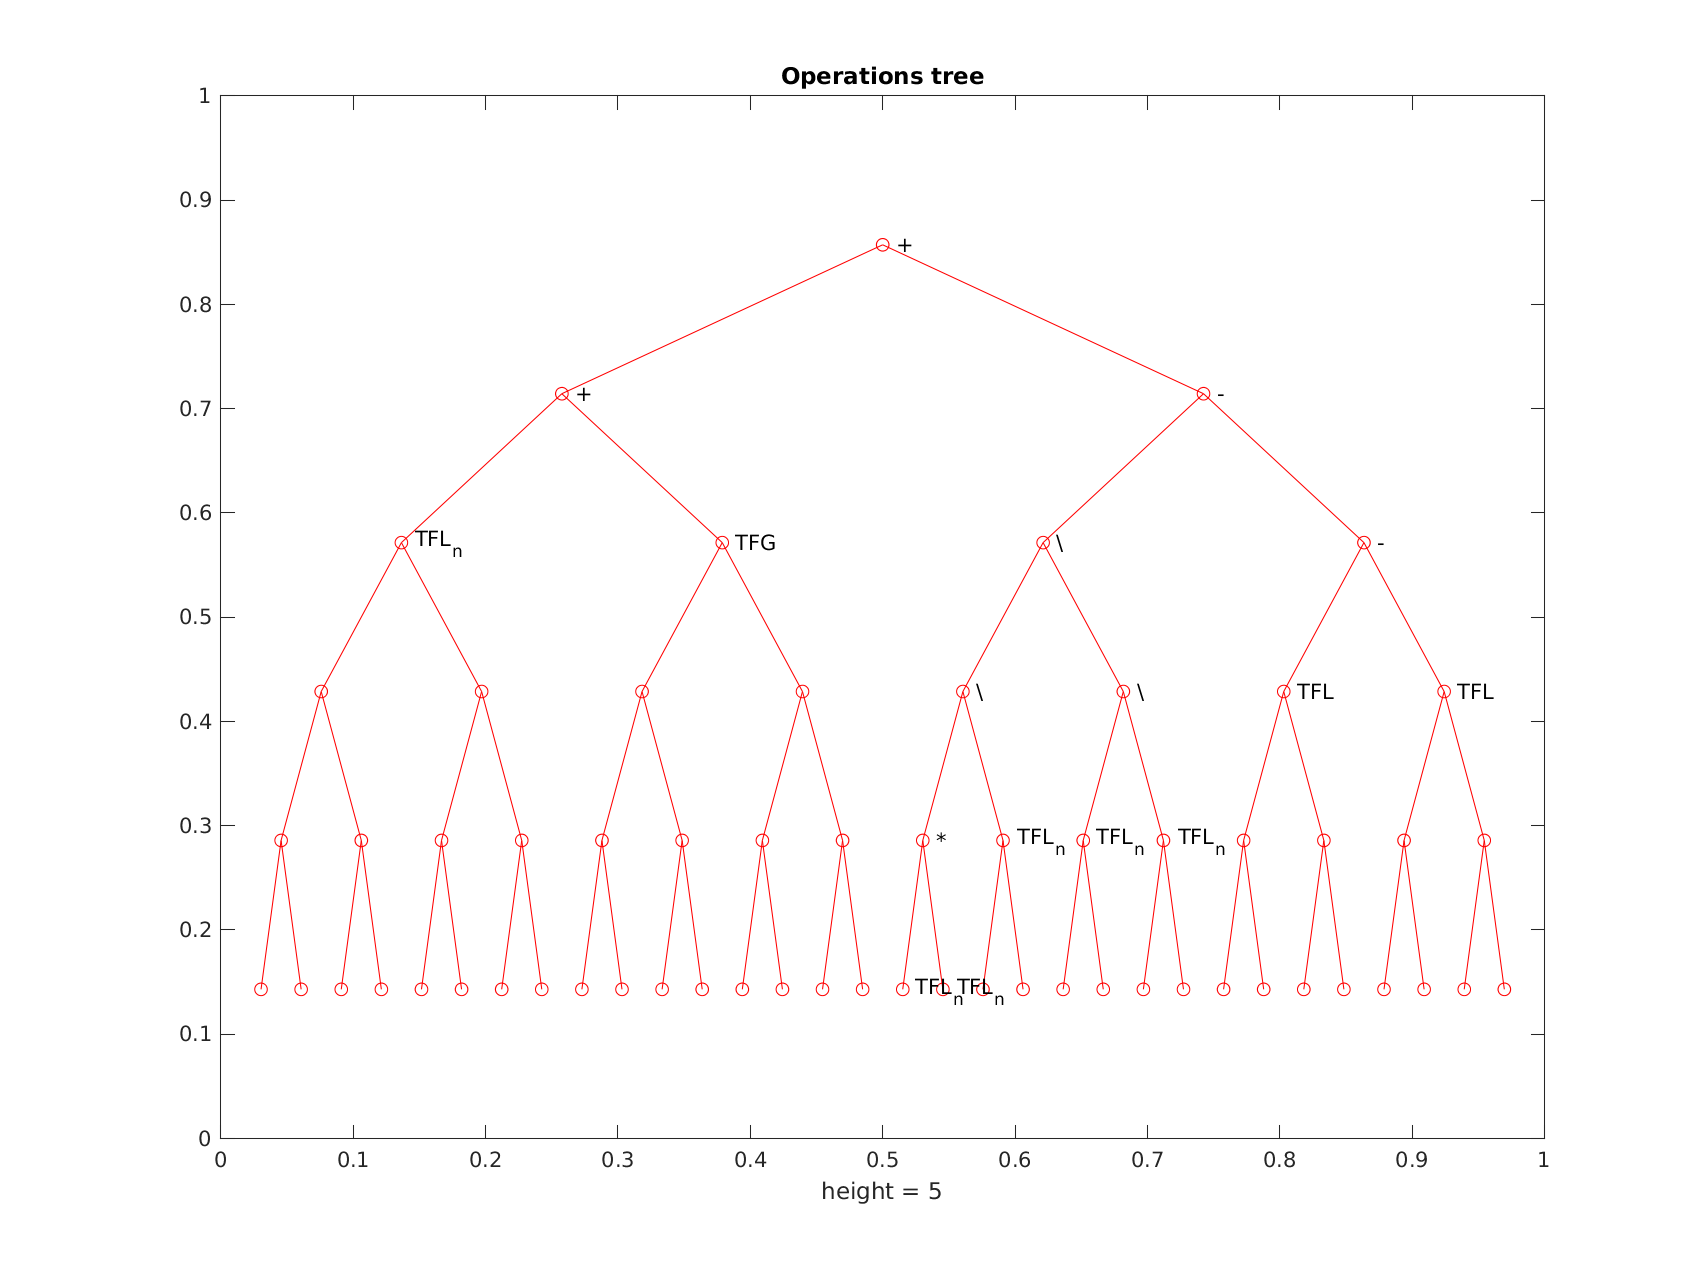 Operations tree
1
0.9
+
0.8
+ -
0.7
0.6
TFLn TFG \ -
0.5
\ \ TFL TFL
0.4
0.3
* TFLn TFLn TFLn
0.2
TFLn TFLn
0.1
0
0 0.1 0.2 0.3 0.4 0.5 0.6 0.7 0.8 0.9 1
height = 5